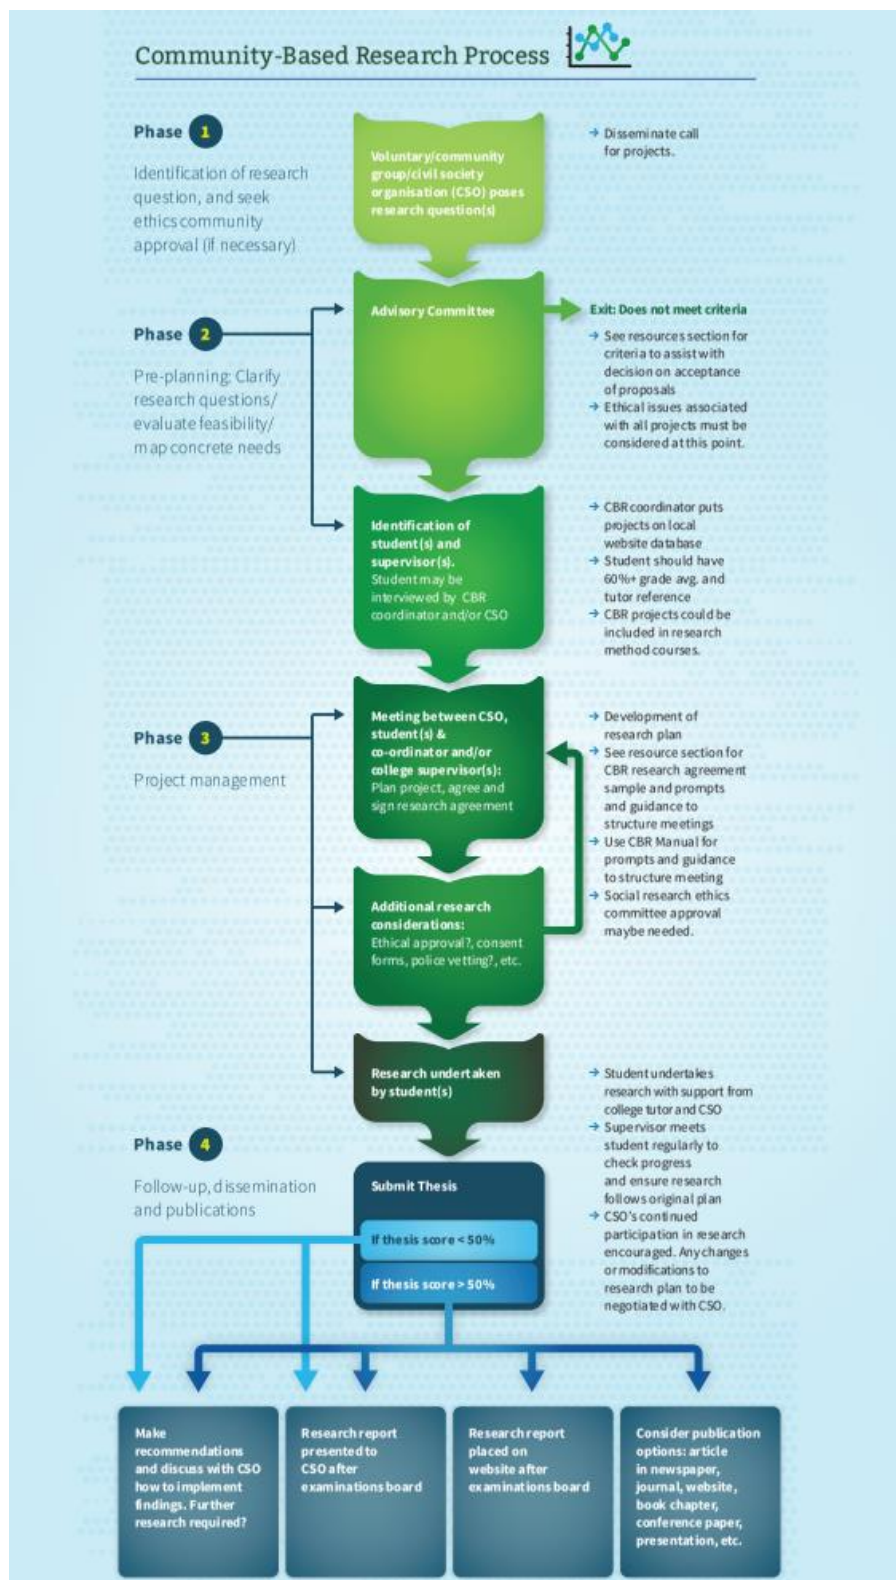 Community-Based Research Process
Phase 1
Identification of research
question, and seek
ethics community
approval (if necessary)
Voluntary/community
group/civil society
organisation (CSO) poses
research question(s)
→ Disseminate call
for projects.
Phase 2
Pre-planning: Clarify
research questions/
evaluate feasibility/
map concrete needs
Advisory Committee
Exit: Does not meet criteria
→ See resources section for
criteria to assist with
decision on acceptance
of proposals
→ Ethical issues associated
with all projects must be
considered at this point.
Identification of
student(s) and
supervisor(s).
Student may be
interviewed by CBR
coordinator and/or CSO
→ CBR coordinator puts
projects on local
website database
→ Student should have
60%+ grade avg. and
tutor reference
→ CBR projects could be
included in research
method courses.
Phase 3
Project management
Meeting between CSO,
student(s) &
co-ordinator and/or
college supervisor(s):
Plan project, agree and
sign research agreement
→ Development of
research plan
→ See resource section for
CBR research agreement
sample and prompts
and guidance to
structure meetings
→ Use CBR Manual for
prompts and guidance
to structure meeting
→ Social research ethics
committee approval
maybe needed.
Additional research
considerations:
Ethical approval?, consent
forms, police vetting?, etc.
Research undertaken
by student(s)
→ Student undertakes
research with support from
college tutor and CSO
→ Supervisor meets
student regularly to
check progress
and ensure research
follows original plan
→ CSO's continued
participation in research
encouraged. Any changes
or modifications to
research plan to be
negotiated with CSO.
Phase 4
Follow-up, dissemination
and publications
Submit Thesis
If thesis score < 50%
If thesis score > 50%
Make
recommendations
and discuss with CSO
how to implement
findings. Further
research required?
Research report
presented to
CSO after
examinations board
Research report
placed on
website after
examinations board
Consider publication
options: article
in newspaper,
journal, website,
book chapter,
conference paper,
presentation, etc.